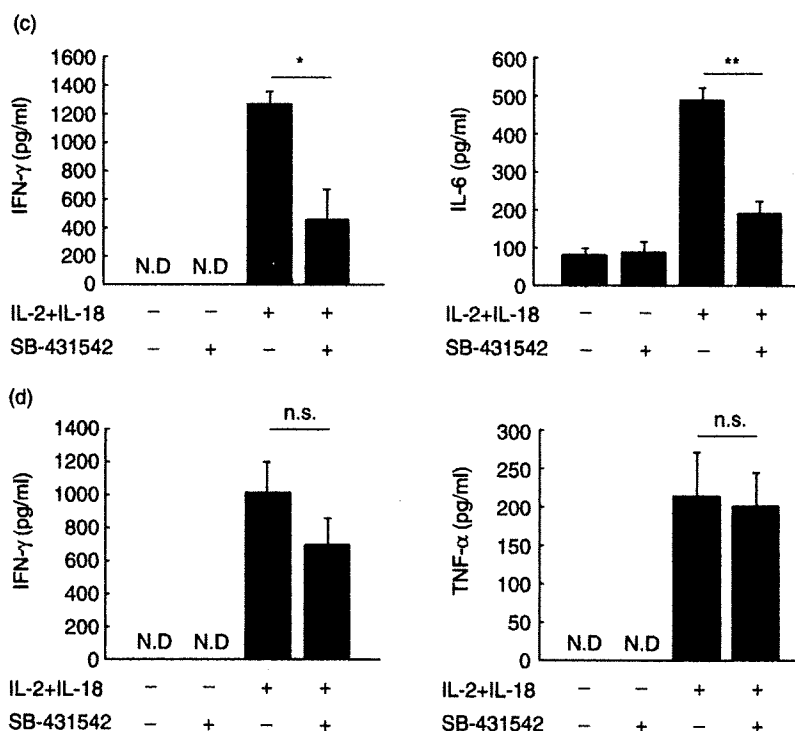 (c)
*
IFN-γ (pg/ml)
1600
1400
1200
1000
800
600
400
200
0
N.D N.D
IL-2+IL-18 – – + +
SB-431542 – + – +
**
IL-6 (pg/ml)
600
500
400
300
200
100
0
IL-2+IL-18 – – + +
SB-431542 – + – +
(d)
n.s.
IFN-γ (pg/ml)
1400
1200
1000
800
600
400
200
0
N.D N.D
IL-2+IL-18 – – + +
SB-431542 – + – +
n.s.
TNF-α (pg/ml)
300
250
200
150
100
50
0
N.D N.D
IL-2+IL-18 – – + +
SB-431542 – + – +